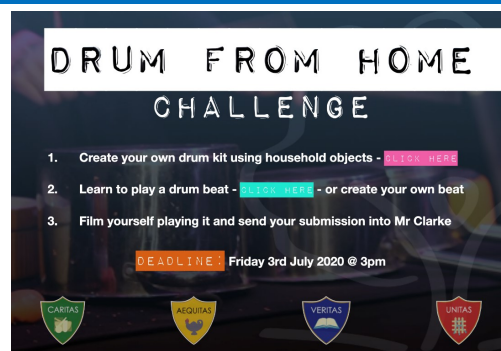 DRUM FROM HOME
CHALLENGE
1. Create your own drum kit using household objects - CLICK HERE
2. Learn to play a drum beat - CLICK HERE - or create your own beat
3. Film yourself playing it and send your submission into Mr Clarke
DEADLINE: Friday 3rd July 2020 @ 3pm
CARITAS AEQUITAS VERITAS UNITAS